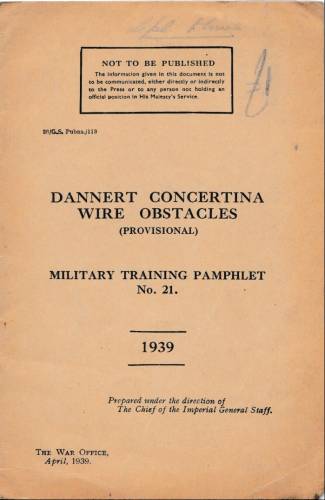 NOT TO BE PUBLISHED
The information given in this document is not
to be communicated, either directly or indirectly
to the Press or to any person not holding an
official position in His Majesty's Service.
/G.S. Pubns./119
DANNERT CONCERTINA
WIRE OBSTACLES
(PROVISIONAL)
MILITARY TRAINING PAMPHLET
No. 21.
1939
Prepared under the direction of
The Chief of the Imperial General Staff.
THE WAR OFFICE,
April, 1939.